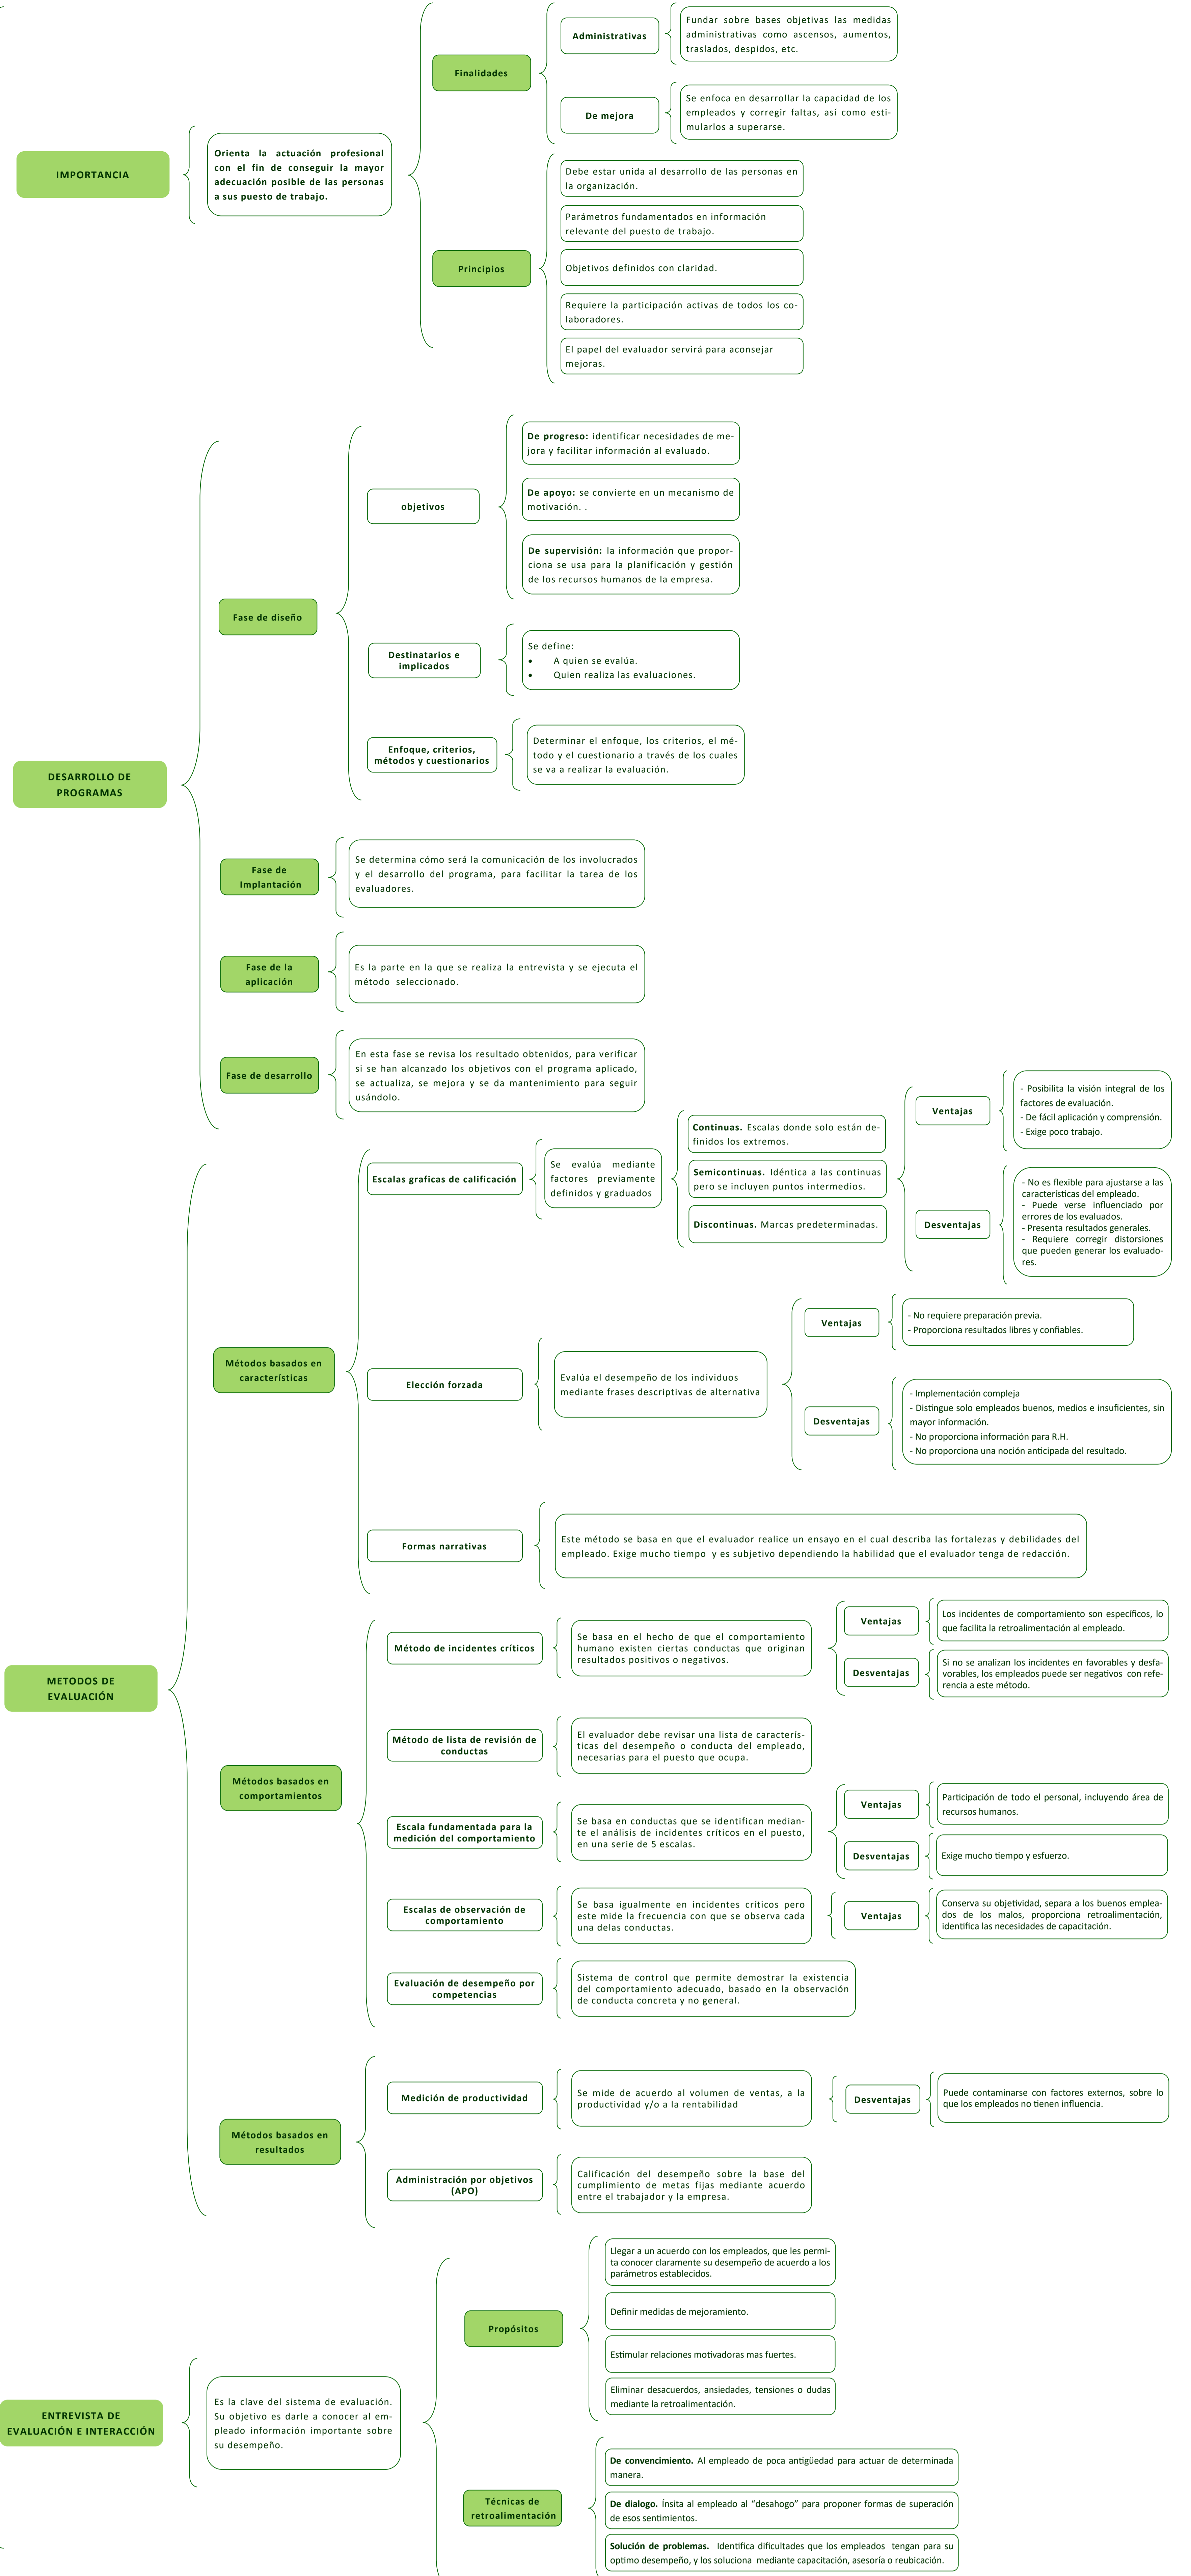 IMPORTANCIA
Orienta la actuación profesional
con el fin de conseguir la mayor
adecuación posible de las personas
a sus puesto de trabajo.
Finalidades
Administrativas
Fundar sobre bases objetivas las medidas
administrativas como ascensos, aumentos,
traslados, despidos, etc.
De mejora
Se enfoca en desarrollar la capacidad de los
empleados y corregir faltas, así como esti-
mularlos a superarse.
Principios
Debe estar unida al desarrollo de las personas en
la organización.
Parámetros fundamentados en información
relevante del puesto de trabajo.
Objetivos definidos con claridad.
Requiere la participación activas de todos los co-
laboradores.
El papel del evaluador servirá para aconsejar
mejoras.
DESARROLLO DE
PROGRAMAS
Fase de diseño
objetivos
De progreso: identificar necesidades de me-
jora y facilitar información al evaluado.
De apoyo: se convierte en un mecanismo de
motivación. .
De supervisión: la información que propor-
ciona se usa para la planificación y gestión
de los recursos humanos de la empresa.
Destinatarios e
implicados
Se define:
• A quien se evalúa.
• Quien realiza las evaluaciones.
Enfoque, criterios,
métodos y cuestionarios
Determinar el enfoque, los criterios, el mé-
todo y el cuestionario a través de los cuales
se va a realizar la evaluación.
Fase de
Implantación
Se determina cómo será la comunicación de los involucrados
y el desarrollo del programa, para facilitar la tarea de los
evaluadores.
Fase de la
aplicación
Es la parte en la que se realiza la entrevista y se ejecuta el
método seleccionado.
Fase de desarrollo
En esta fase se revisa los resultado obtenidos, para verificar
si se han alcanzado los objetivos con el programa aplicado,
se actualiza, se mejora y se da mantenimiento para seguir
usándolo.
METODOS DE
EVALUACIÓN
Métodos basados en
características
Escalas graficas de calificación
Se evalúa mediante
factores previamente
definidos y graduados
Continuas. Escalas donde solo están de-
finidos los extremos.
Semicontinuas. Idéntica a las continuas
pero se incluyen puntos intermedios.
Discontinuas. Marcas predeterminadas.
Ventajas
- Posibilita la visión integral de los
factores de evaluación.
- De fácil aplicación y comprensión.
- Exige poco trabajo.
Desventajas
- No es flexible para ajustarse a las
características del empleado.
- Puede verse influenciado por
errores de los evaluados.
- Presenta resultados generales.
- Requiere corregir distorsiones
que pueden generar los evaluado-
res.
Elección forzada
Evalúa el desempeño de los individuos
mediante frases descriptivas de alternativa
Ventajas
- No requiere preparación previa.
- Proporciona resultados libres y confiables.
Desventajas
- Implementación compleja
- Distingue solo empleados buenos, medios e insuficientes, sin
mayor información.
- No proporciona información para R.H.
- No proporciona una noción anticipada del resultado.
Formas narrativas
Este método se basa en que el evaluador realice un ensayo en el cual describa las fortalezas y debilidades del
empleado. Exige mucho tiempo y es subjetivo dependiendo la habilidad que el evaluador tenga de redacción.
Métodos basados en
comportamientos
Método de incidentes críticos
Se basa en el hecho de que el comportamiento
humano existen ciertas conductas que originan
resultados positivos o negativos.
Ventajas
Los incidentes de comportamiento son específicos, lo
que facilita la retroalimentación al empleado.
Desventajas
Si no se analizan los incidentes en favorables y desfa-
vorables, los empleados puede ser negativos con refe-
rencia a este método.
Método de lista de revisión de
conductas
El evaluador debe revisar una lista de caracterís-
ticas del desempeño o conducta del empleado,
necesarias para el puesto que ocupa.
Escala fundamentada para la
medición del comportamiento
Se basa en conductas que se identifican median-
te el análisis de incidentes críticos en el puesto,
en una serie de 5 escalas.
Ventajas
Participación de todo el personal, incluyendo área de
recursos humanos.
Desventajas
Exige mucho tiempo y esfuerzo.
Escalas de observación de
comportamiento
Se basa igualmente en incidentes críticos pero
este mide la frecuencia con que se observa cada
una delas conductas.
Ventajas
Conserva su objetividad, separa a los buenos emplea-
dos de los malos, proporciona retroalimentación,
identifica las necesidades de capacitación.
Evaluación de desempeño por
competencias
Sistema de control que permite demostrar la existencia
del comportamiento adecuado, basado en la observación
de conducta concreta y no general.
Métodos basados en
resultados
Medición de productividad
Se mide de acuerdo al volumen de ventas, a la
productividad y/o a la rentabilidad
Desventajas
Puede contaminarse con factores externos, sobre lo
que los empleados no tienen influencia.
Administración por objetivos
(APO)
Calificación del desempeño sobre la base del
cumplimiento de metas fijas mediante acuerdo
entre el trabajador y la empresa.
ENTREVISTA DE
EVALUACIÓN E INTERACCIÓN
Es la clave del sistema de evaluación.
Su objetivo es darle a conocer al em-
pleado información importante sobre
su desempeño.
Propósitos
Llegar a un acuerdo con los empleados, que les permi-
ta conocer claramente su desempeño de acuerdo a los
parámetros establecidos.
Definir medidas de mejoramiento.
Estimular relaciones motivadoras mas fuertes.
Eliminar desacuerdos, ansiedades, tensiones o dudas
mediante la retroalimentación.
Técnicas de
retroalimentación
De convencimiento. Al empleado de poca antigüedad para actuar de determinada
manera.
De dialogo. Ínsita al empleado al “desahogo” para proponer formas de superación
de esos sentimientos.
Solución de problemas. Identifica dificultades que los empleados tengan para su
optimo desempeño, y los soluciona mediante capacitación, asesoría o reubicación.